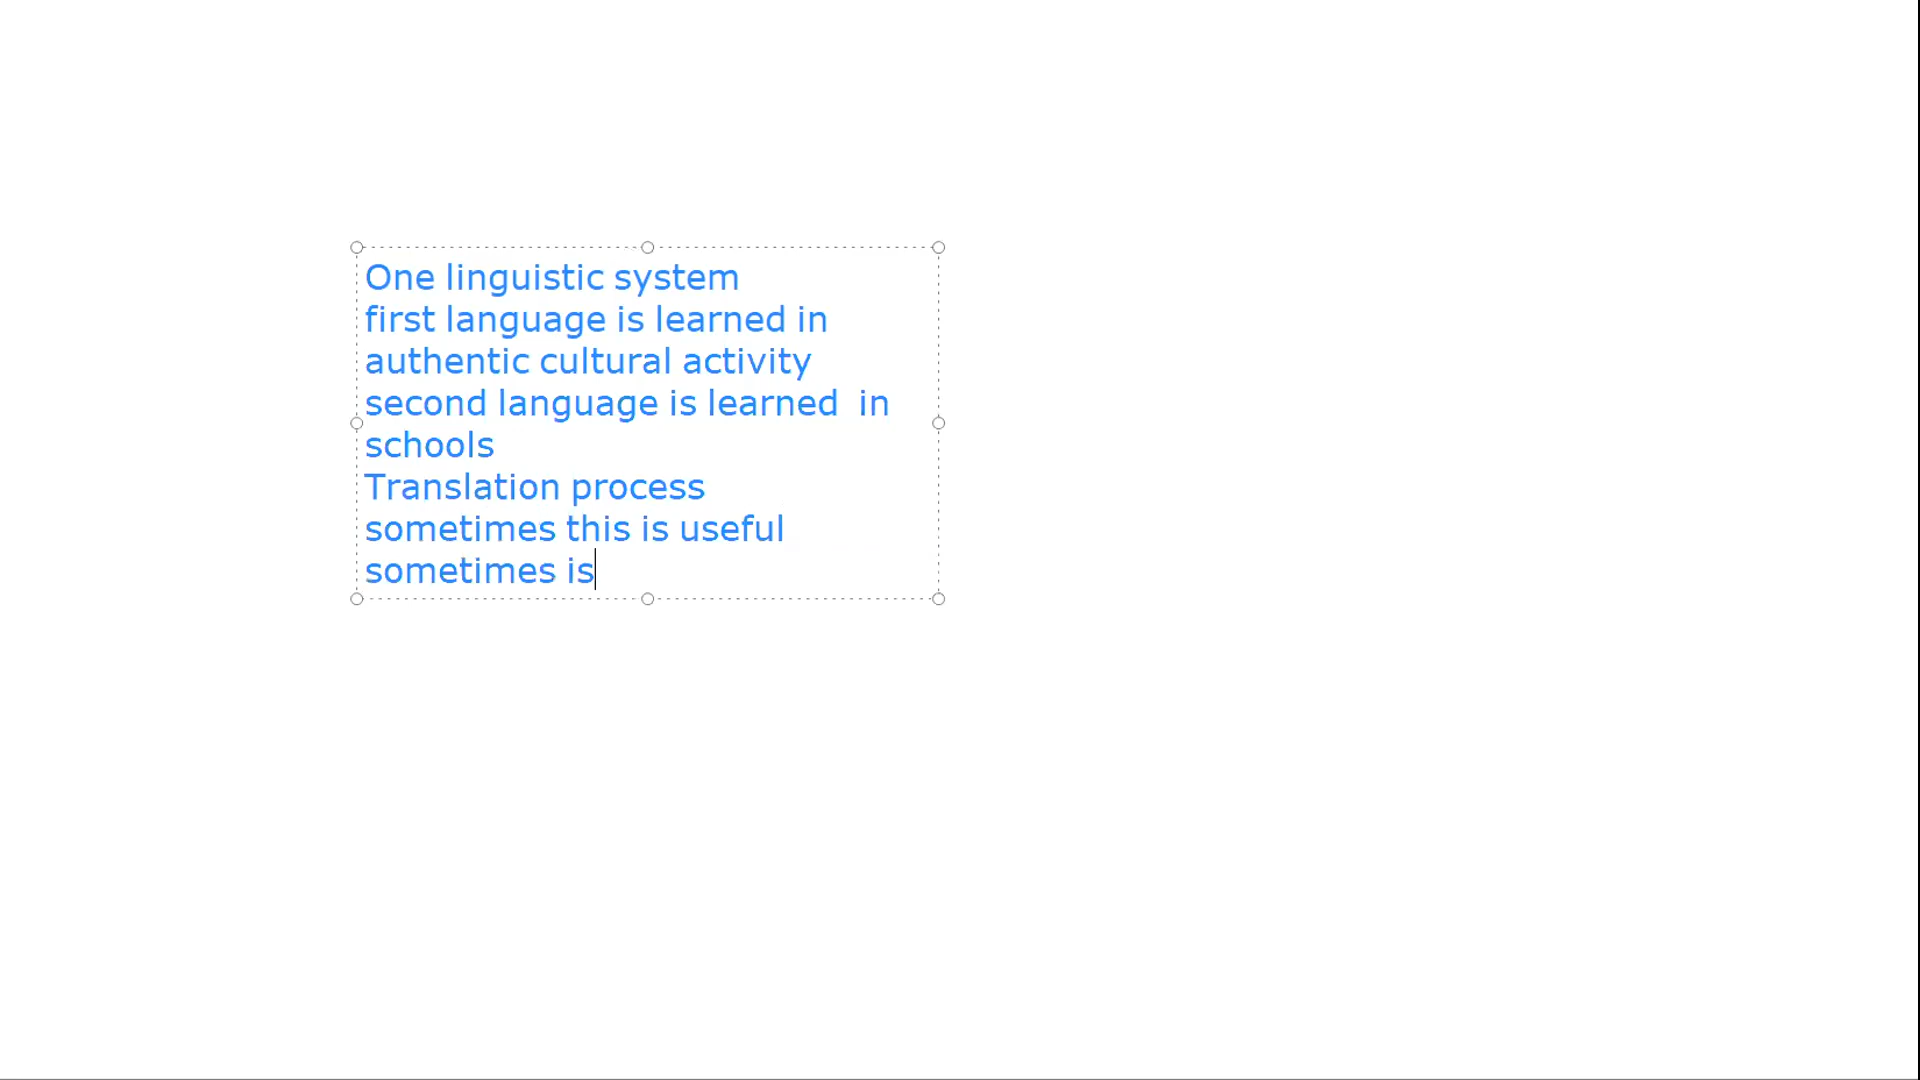 One linguistic system
first language is learned in
authentic cultural activity
second language is learned  in
schools
Translation process
sometimes this is useful
sometimes is